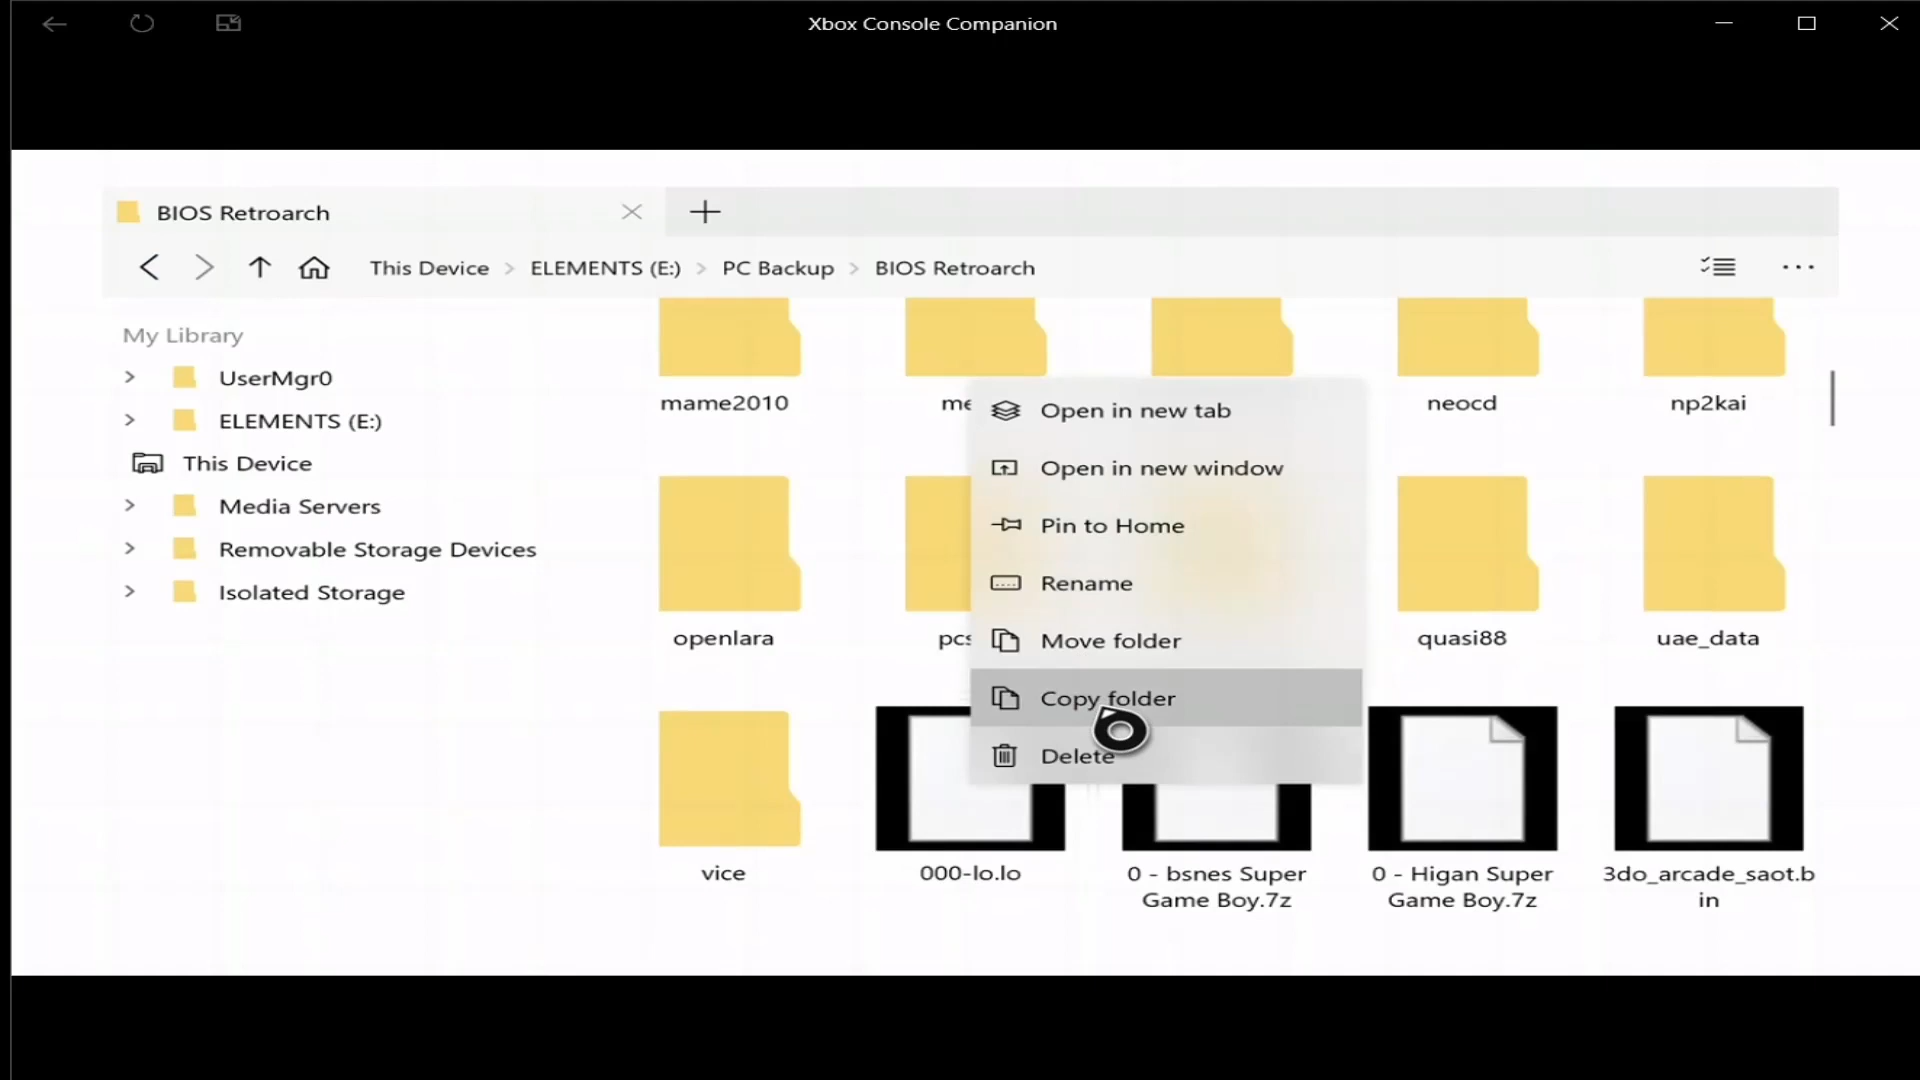 Xbox Console Companion
BIOS Retroarch
This Device > ELEMENTS (E:) > PC Backup > BIOS Retroarch
My Library
UserMgr0
ELEMENTS (E:)
This Device
Media Servers
Removable Storage Devices
Isolated Storage
mame2010
me
neocd
np2kai
Open in new tab
Open in new window
Pin to Home
Rename
Move folder
Copy folder
Delete
openlara
pcs
quasi88
uae_data
vice
000-lo.lo
0 - bsnes Super
Game Boy.7z
0 - Higan Super
Game Boy.7z
3do_arcade_saot.b
in